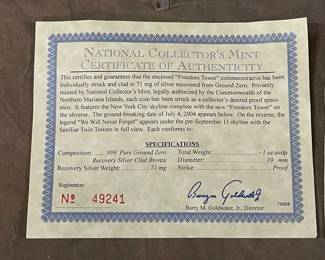 NATIONAL COLLECTOR'S MINT
CERTIFICATE OF AUTHENTICITY
This certifies and guarantees that the enclosed "Freedom Tower" commemorative has been
individually struck and clad in 71 mg of silver recovered from Ground Zero. Privately
minted by National Collector's Mint, legally authorized by the Commonwealth of the
Northern Mariana Islands, each coin has been struck as a collector's desired proof speci-
men. It features the New York City skyline complete with the new "Freedom Tower" on
the obverse. The ground-breaking date of July 4, 2004 also appears. On the reverse, the
legend "We Will Never Forget" appears under the pre-September 11 skyline with the
familiar Twin Towers in full view. Each conforms to:
SPECIFICATIONS
Composition: .999 Pure Ground Zero Total Weight: ~1 oz avdp
Recovery Silver Clad Bronze Diameter: 39 mm
Recovery Silver Weight: 71 mg Strike: Proof
Registration:
Nº 49241
Barry M. Goldwater, Jr., Director